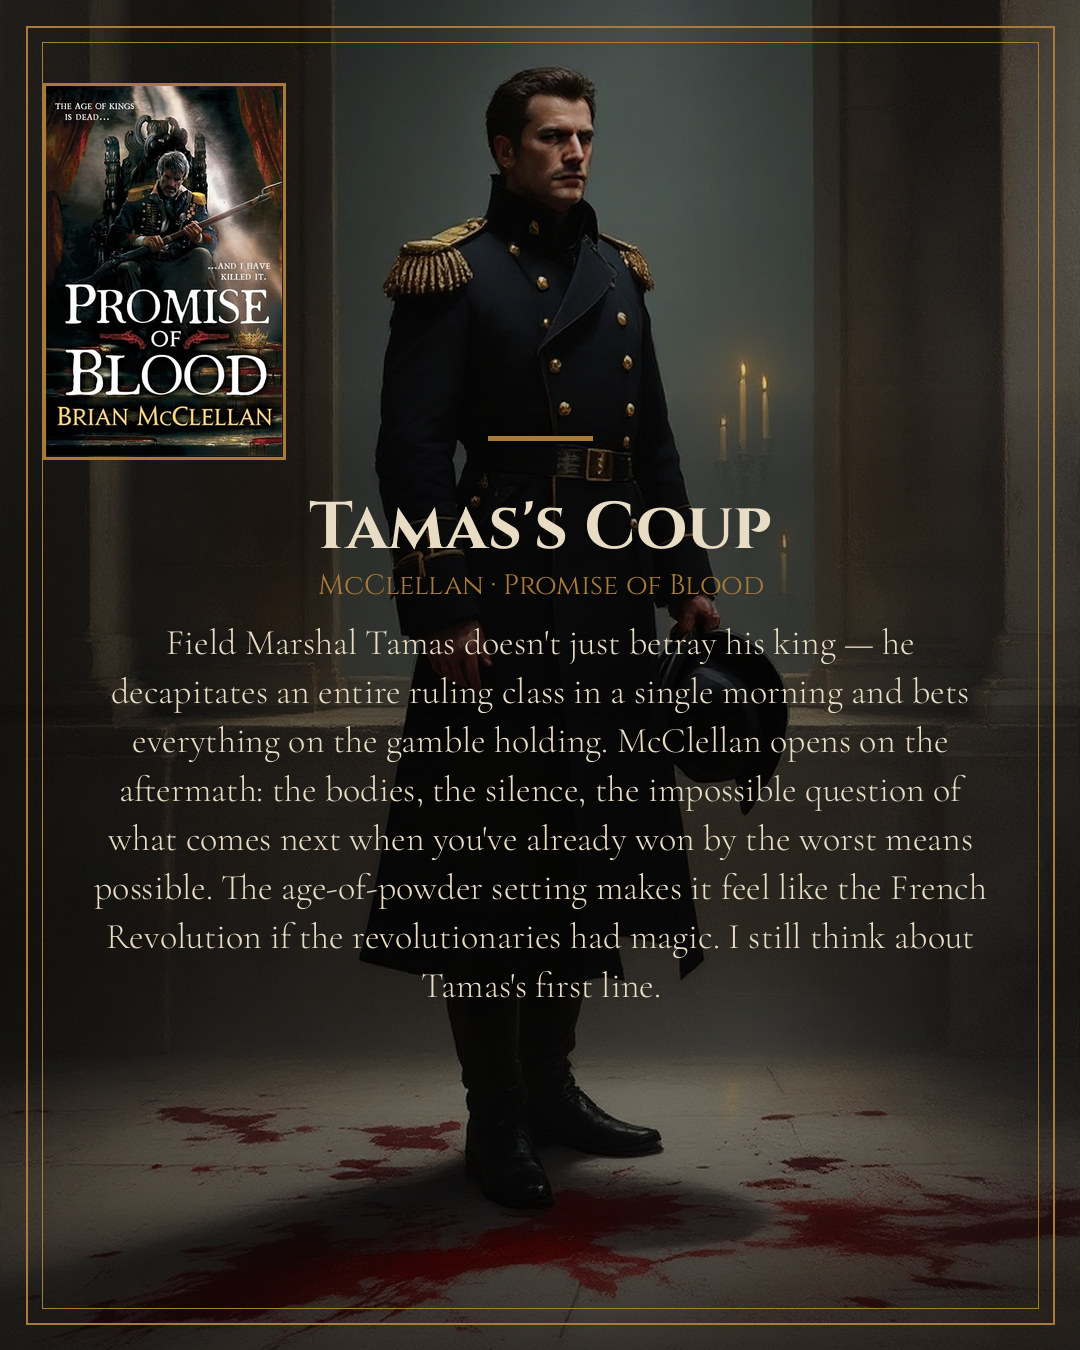 THE AGE OF KINGS
IS DEAD...
...AND I HAVE
KILLED IT.
PROMISE
OF
BLOOD
BRIAN MCCLELLAN
TAMAS'S COUP
MCCLELLAN · PROMISE OF BLOOD
Field Marshal Tamas doesn't just betray his king — he
decapitates an entire ruling class in a single morning and bets
everything on the gamble holding. McClellan opens on the
aftermath: the bodies, the silence, the impossible question of
what comes next when you've already won by the worst means
possible. The age-of-powder setting makes it feel like the French
Revolution if the revolutionaries had magic. I still think about
Tamas's first line.